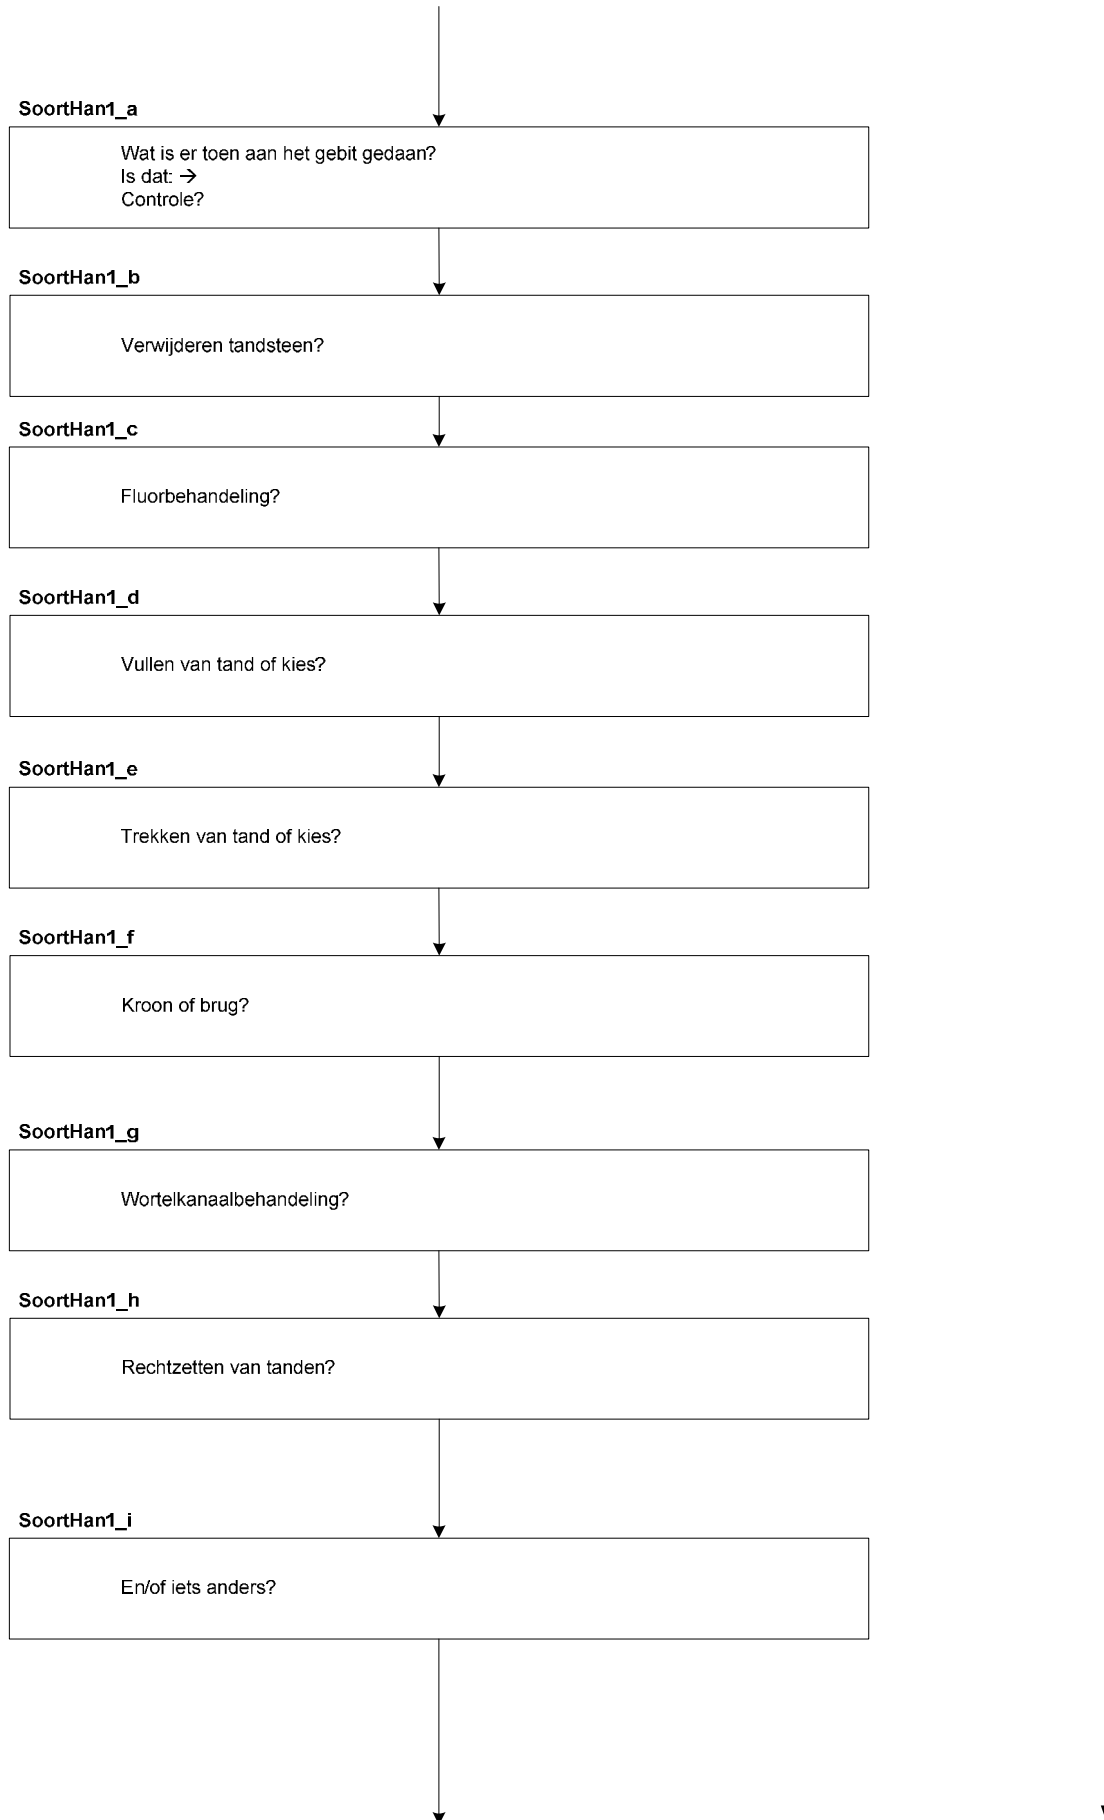 SoortHan1_a
Wat is er toen aan het gebit gedaan?
Is dat: →
Controle?
SoortHan1_b
Verwijderen tandsteen?
SoortHan1_c
Fluorbehandeling?
SoortHan1_d
Vullen van tand of kies?
SoortHan1_e
Trekken van tand of kies?
SoortHan1_f
Kroon of brug?
SoortHan1_g
Wortelkanaalbehandeling?
SoortHan1_h
Rechtzetten van tanden?
SoortHan1_i
En/of iets anders?